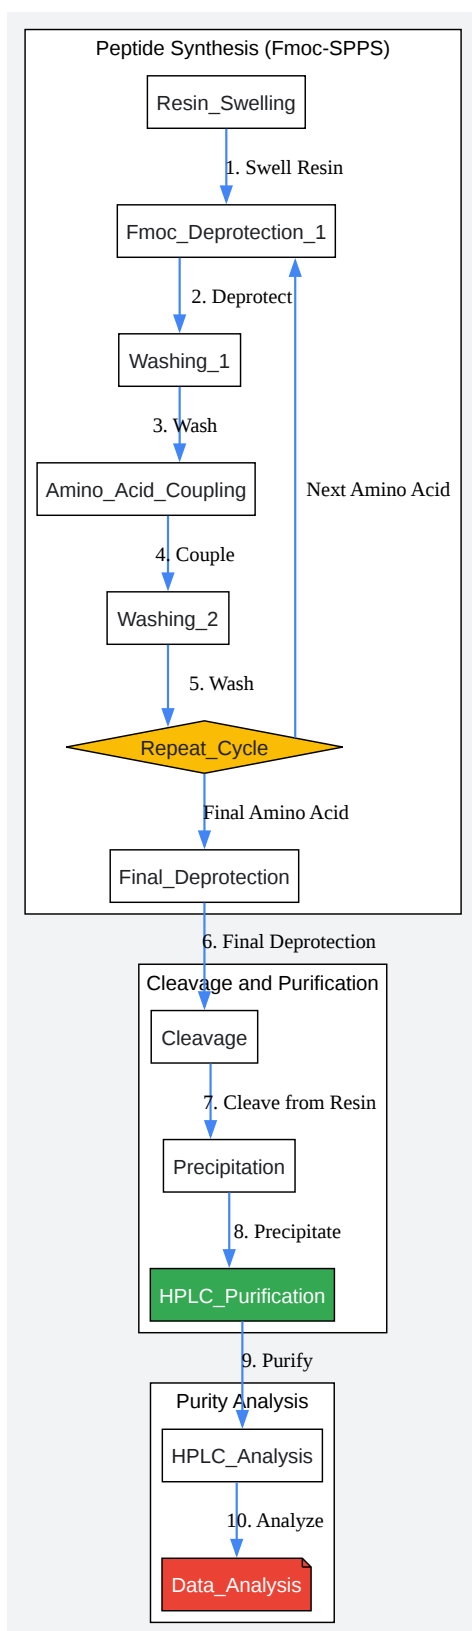 Peptide Synthesis (Fmoc-SPPS)
Resin_Swelling
1. Swell Resin
Fmoc_Deprotection_1
2. Deprotect
Washing_1
3. Wash
Amino_Acid_Coupling
Next Amino Acid
4. Couple
Washing_2
5. Wash
Repeat_Cycle
Final Amino Acid
Final_Deprotection
6. Final Deprotection
Cleavage and Purification
Cleavage
7. Cleave from Resin
Precipitation
8. Precipitate
HPLC_Purification
9. Purify
Purity Analysis
HPLC_Analysis
10. Analyze
Data_Analysis